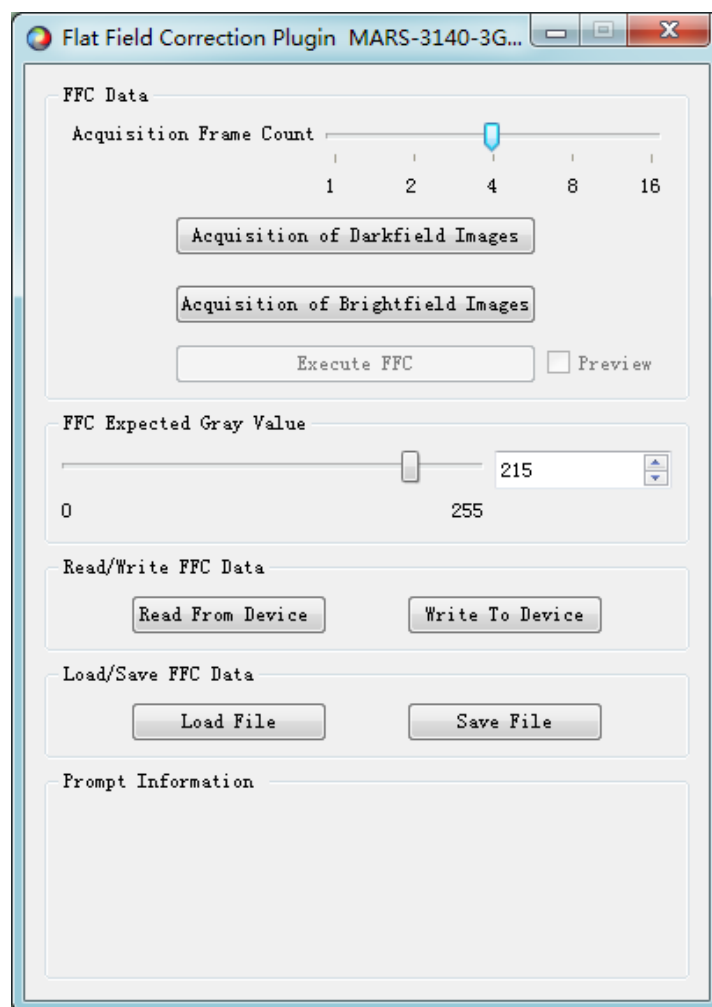 Flat Field Correction Plugin MARS-3140-3G...
FFC Data
Acquisition Frame Count
1 2 4 8 16
Acquisition of Darkfield Images
Acquisition of Brightfield Images
Execute FFC Preview
FFC Expected Gray Value
215
0 255
Read/Write FFC Data
Read From Device Write To Device
Load/Save FFC Data
Load File Save File
Prompt Information